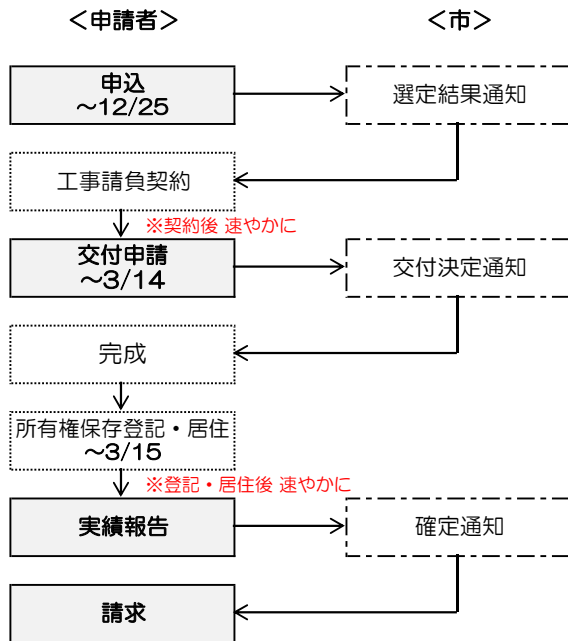 ＜申請者＞
＜市＞
申込
～12/25
選定結果通知
工事請負契約
※契約後 速やかに
交付申請
～3/14
交付決定通知
完成
所有権保存登記・居住
～3/15
※登記・居住後 速やかに
実績報告
確定通知
請求